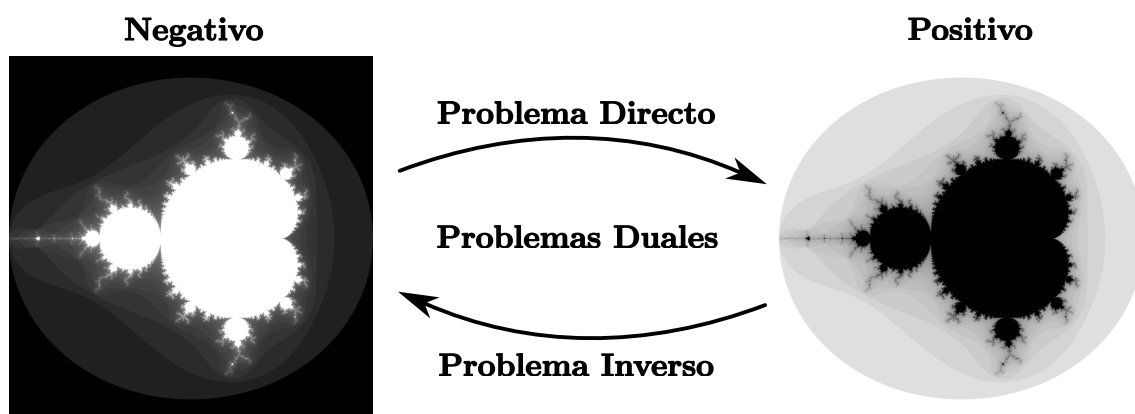 Negativo
Positivo
Problema Directo
Problemas Duales
Problema Inverso